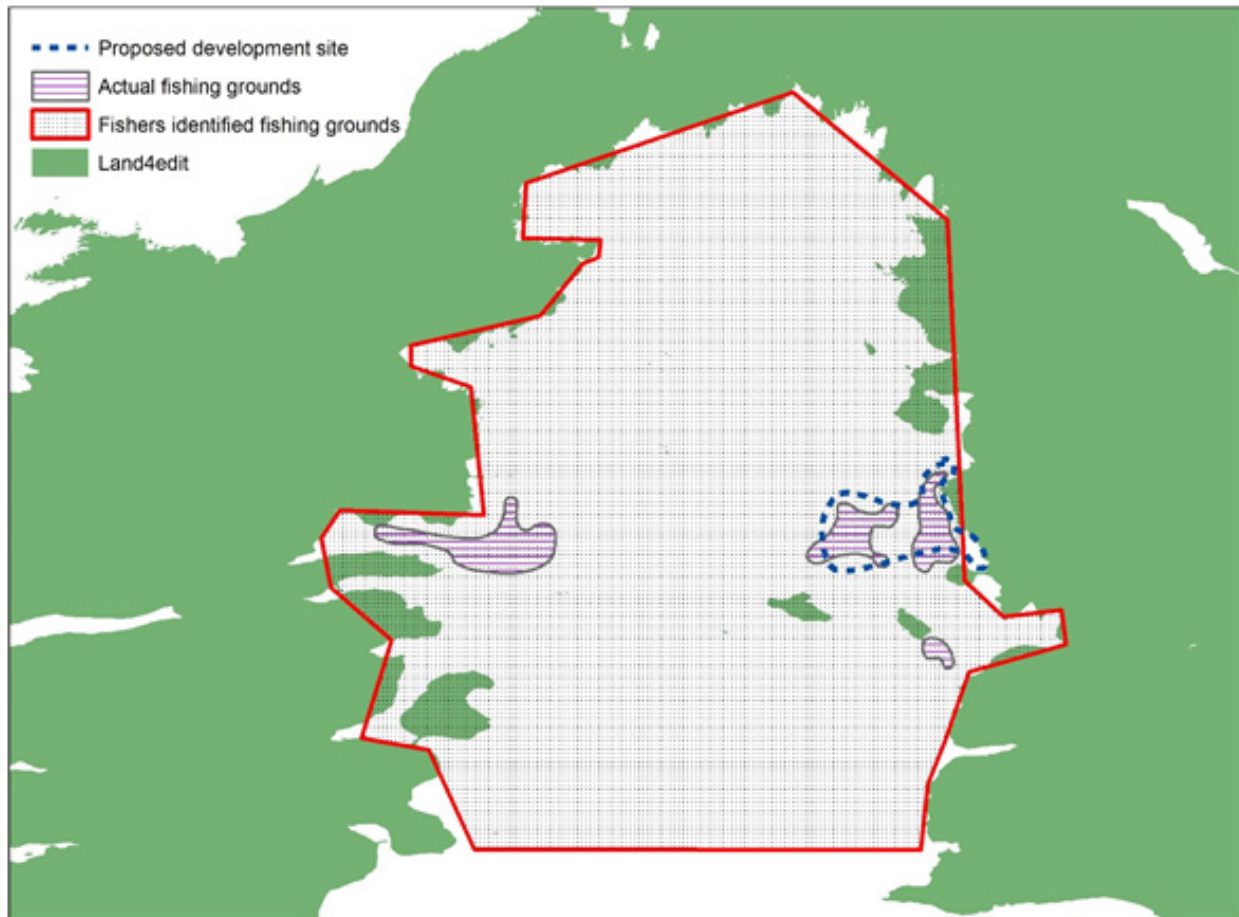 Proposed development site
Actual fishing grounds
Fishers identified fishing grounds
Land4edit